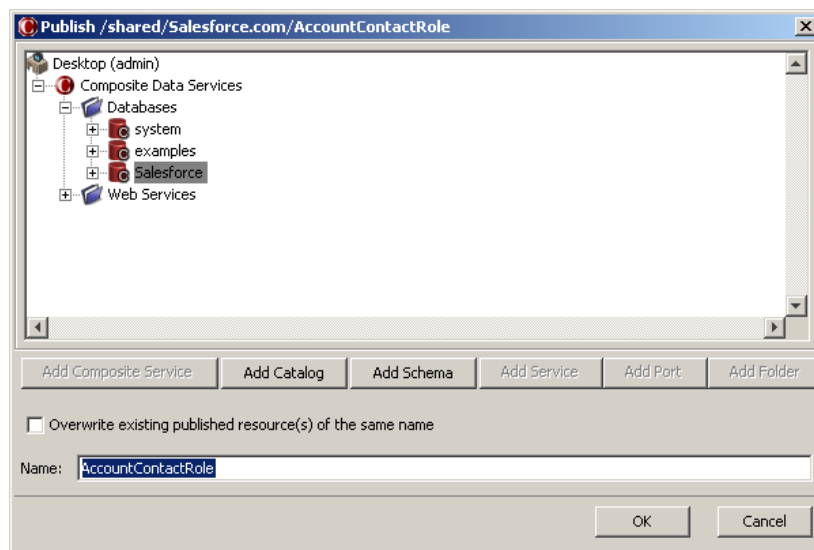 Publish /shared/Salesforce.com/AccountContactRole
Desktop (admin)
Composite Data Services
Databases
system
examples
Salesforce
Web Services
Add Composite Service Add Catalog Add Schema Add Service Add Port Add Folder
Overwrite existing published resource(s) of the same name
Name: AccountContactRole
OK Cancel